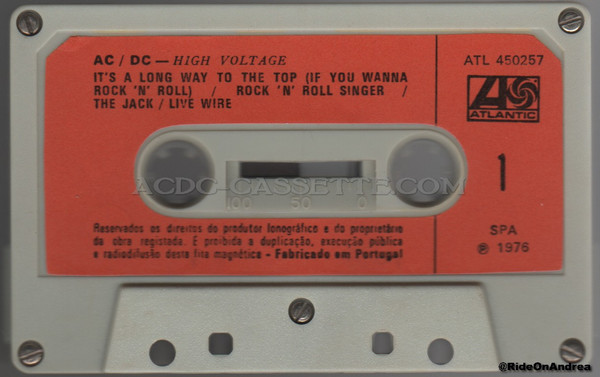 AC / DC — HIGH VOLTAGE
ATL 450257
IT'S A LONG WAY TO THE TOP (IF YOU WANNA
ROCK 'N' ROLL) / ROCK 'N' ROLL SINGER /
THE JACK / LIVE WIRE
ATLANTIC
1
ACDC-CASSETTE.COM
100 50 0
Reservados os direitos do produtor fonográfico e do proprietário
da obra registada. É proibida a duplicação, execução pública
e radiodifusão desta fita magnética - Fabricado em Portugal
SPA
℗ 1976
@RideOnAndrea